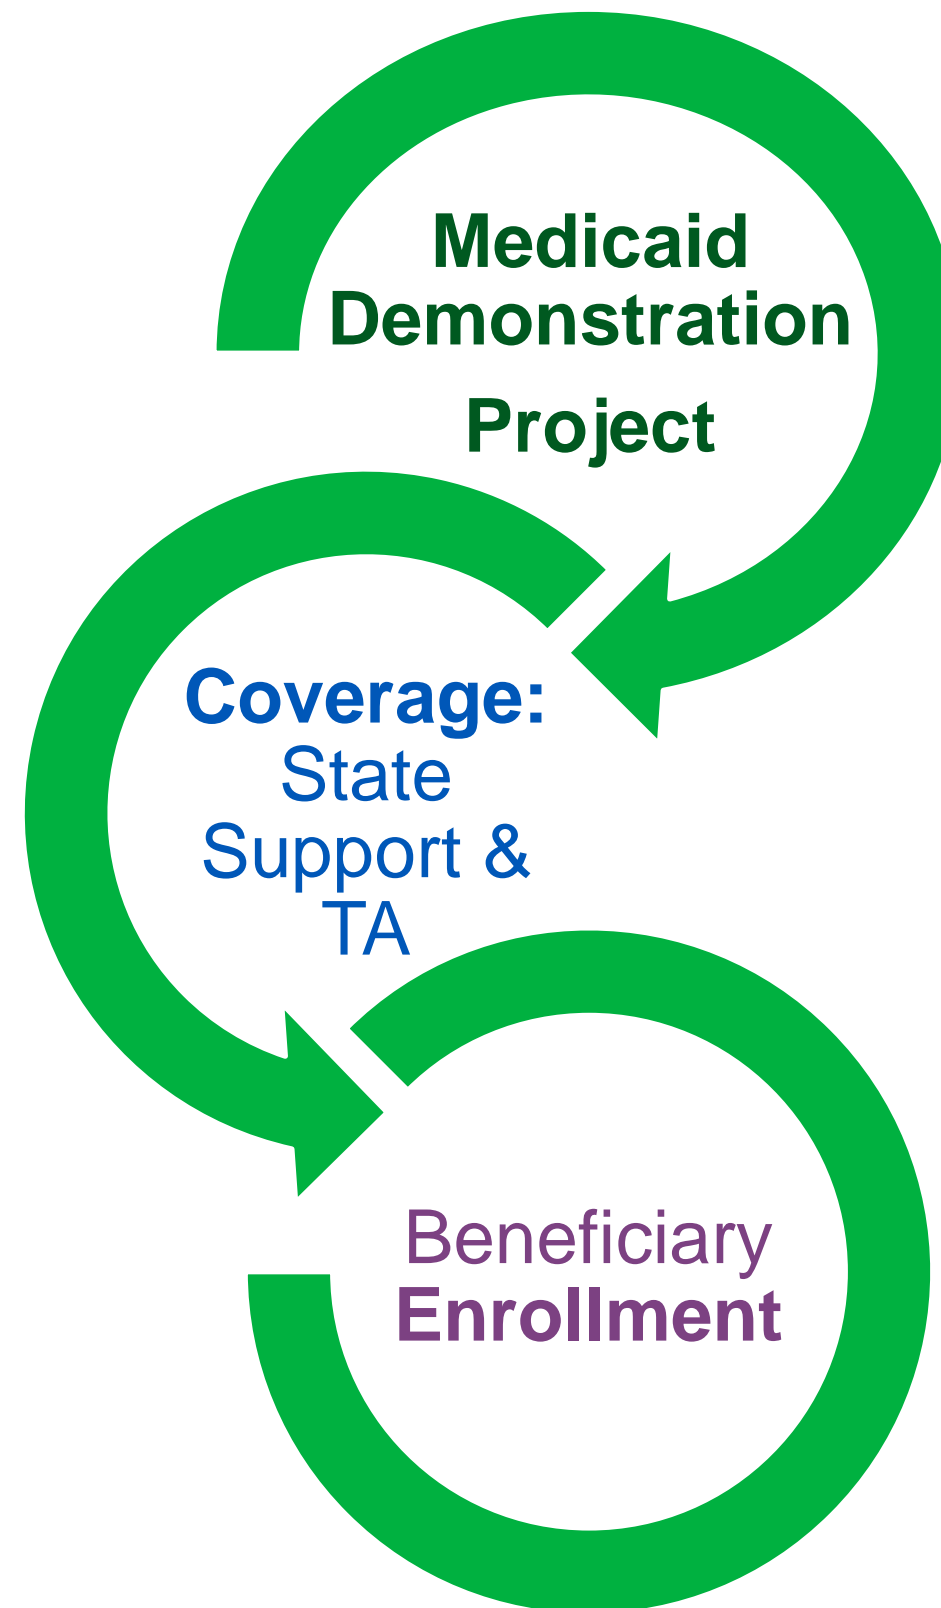 Medicaid
Demonstration
Project
Coverage:
State
Support &
TA
Beneficiary
Enrollment